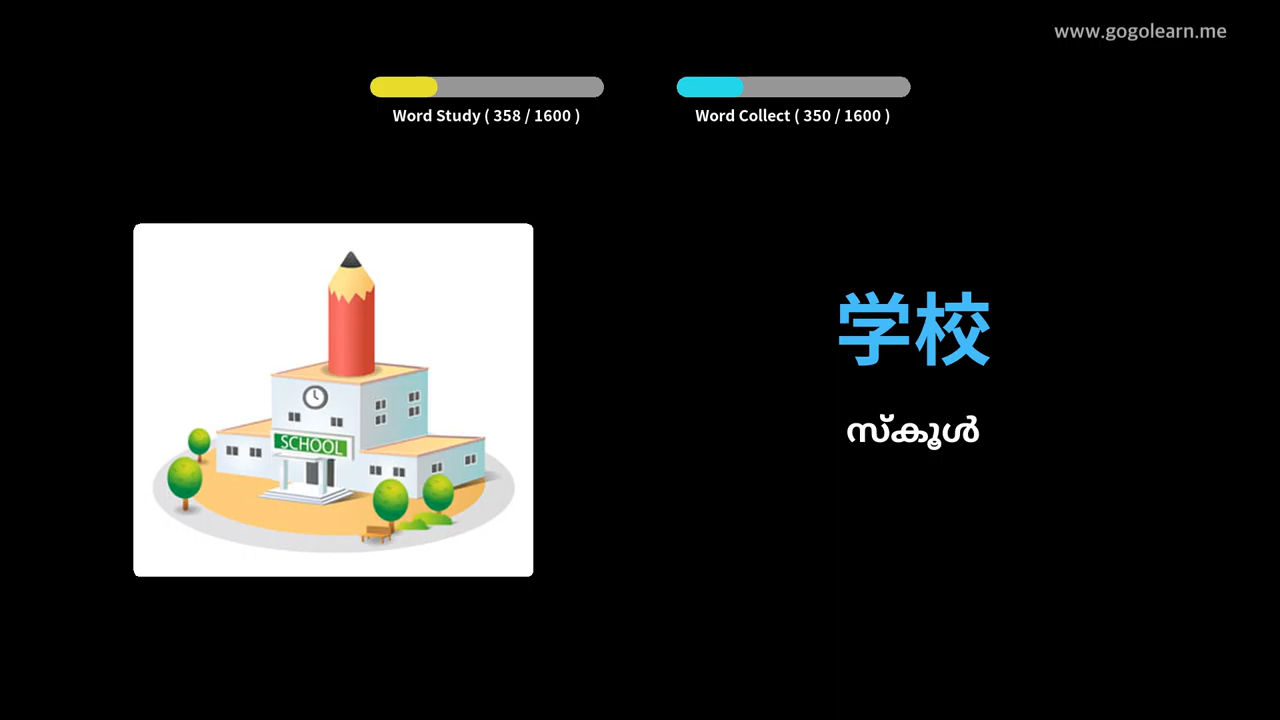 www.gogolearn.me
Word Study ( 358 / 1600 )
Word Collect ( 350 / 1600 )
SCHOOL
学校
സ്കൂൾ